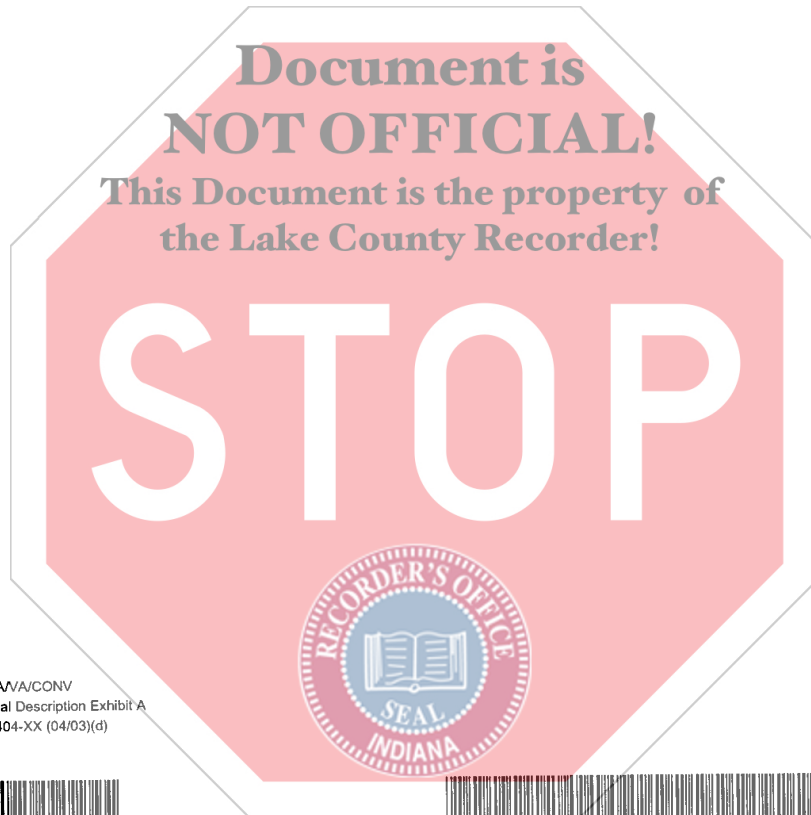 Document is
NOT OFFICIAL!
This Document is the property of
the Lake County Recorder!
STOP
RECORDER'S OFFICE
SEAL
INDIANA
A/VA/CONV
al Description Exhibit A
404-XX (04/03)(d)